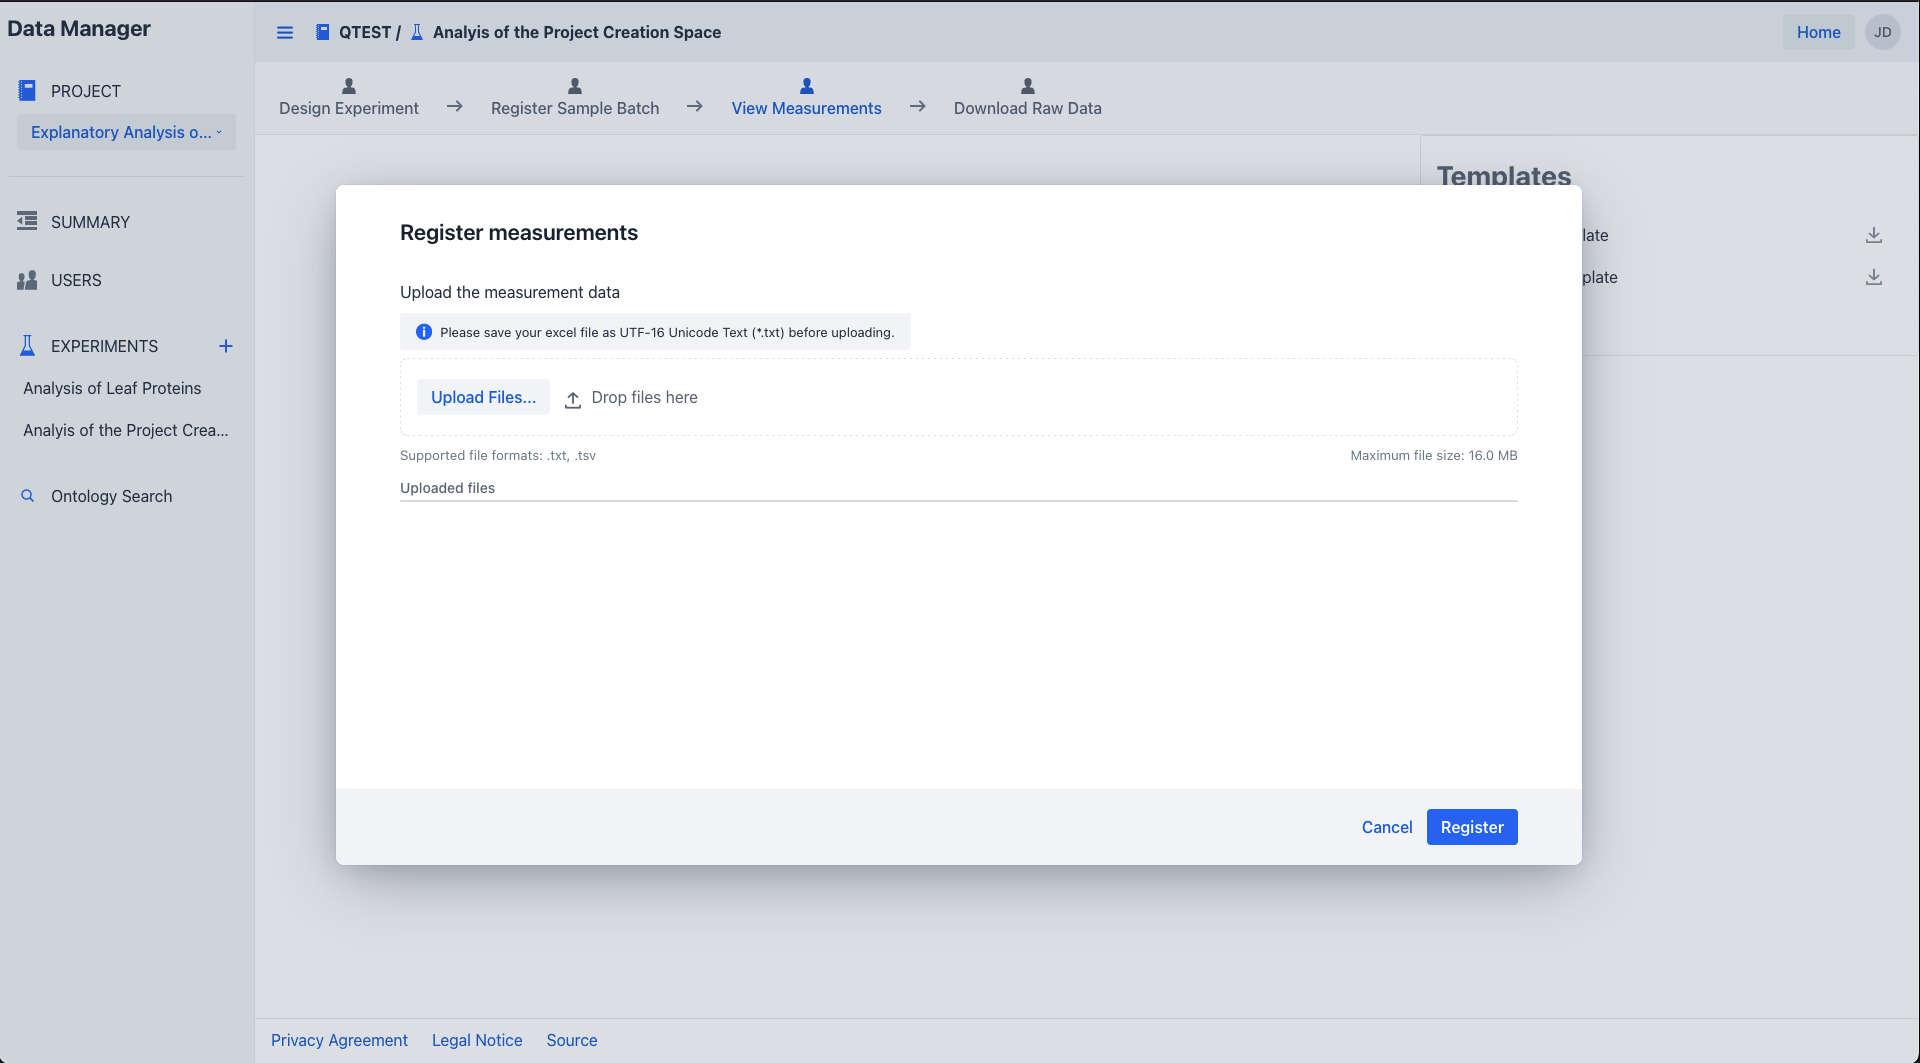 Data Manager
QTEST / Analyis of the Project Creation Space
Home
JD
PROJECT
Explanatory Analysis o...
SUMMARY
USERS
EXPERIMENTS
Analysis of Leaf Proteins
Analyis of the Project Crea...
Ontology Search
Design Experiment
Register Sample Batch
View Measurements
Download Raw Data
Templates
late
plate
Register measurements
Upload the measurement data
Please save your excel file as UTF-16 Unicode Text (*.txt) before uploading.
Upload Files...
Drop files here
Supported file formats: .txt, .tsv
Maximum file size: 16.0 MB
Uploaded files
Cancel
Register
Privacy Agreement
Legal Notice
Source